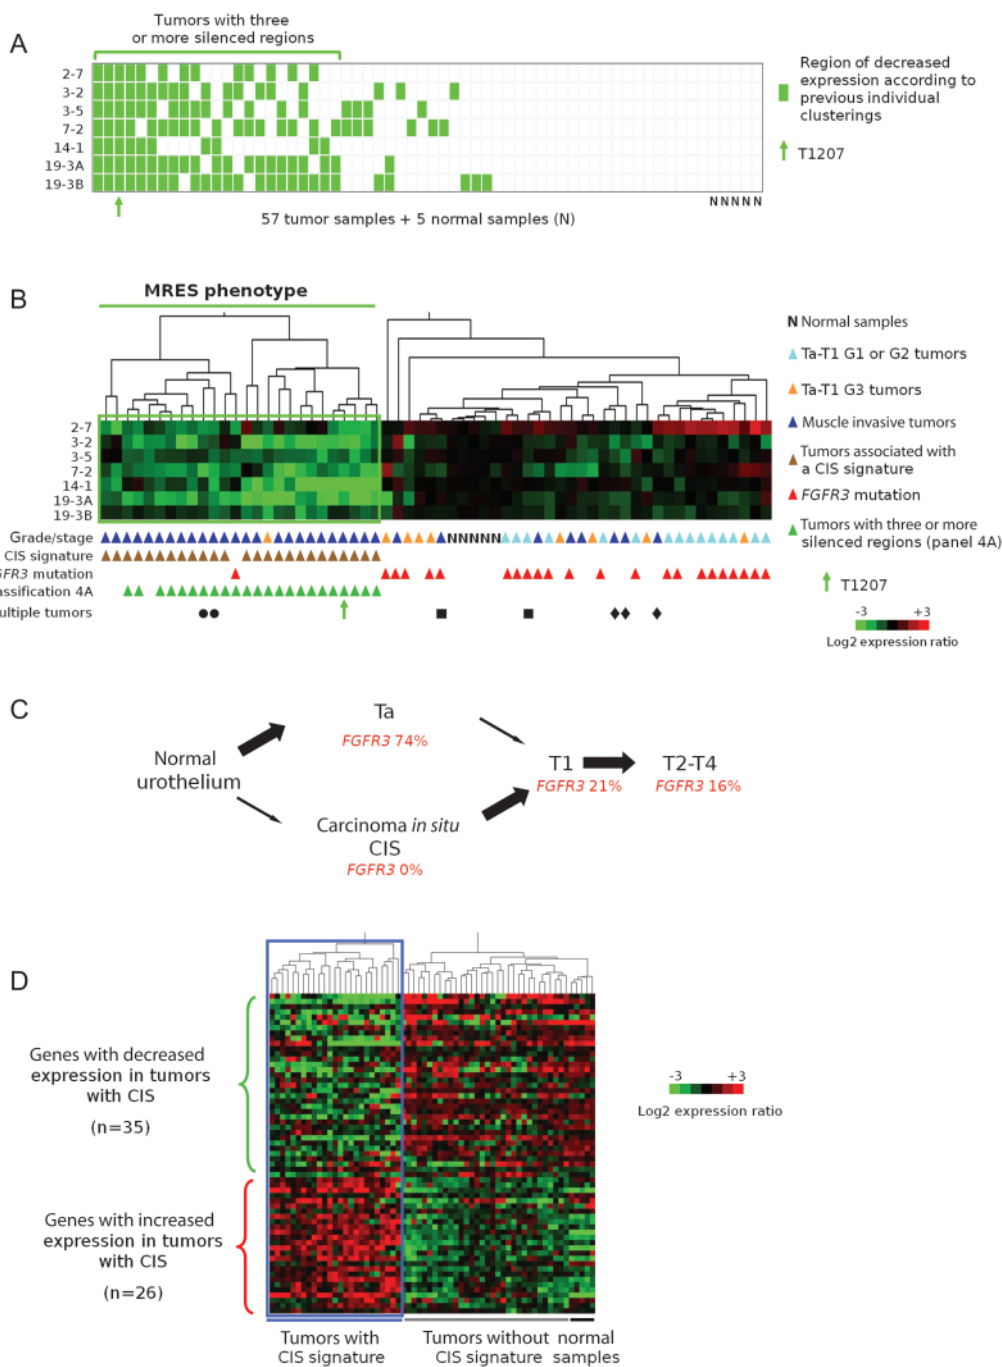 A
Tumors with three
or more silenced regions
2-7
3-2
3-5
7-2
14-1
19-3A
19-3B
NNNNN
57 tumor samples + 5 normal samples (N)
Region of decreased
expression according to
previous individual
clusterings
T1207
B
MRES phenotype
2-7
3-2
3-5
7-2
14-1
19-3A
19-3B
Grade/stage
NNNNN
CIS signature
GFR3 mutation
assification 4A
ultiple tumors
N Normal samples
Ta-T1 G1 or G2 tumors
Ta-T1 G3 tumors
Muscle invasive tumors
Tumors associated with
a CIS signature
FGFR3 mutation
Tumors with three or more
silenced regions (panel 4A)
T1207
-3 +3
Log2 expression ratio
C
Normal
urothelium
Ta
FGFR3 74%
Carcinoma in situ
CIS
FGFR3 0%
T1
FGFR3 21%
T2-T4
FGFR3 16%
D
Genes with decreased
expression in tumors
with CIS
(n=35)
Genes with increased
expression in tumors
with CIS
(n=26)
-3 +3
Log2 expression ratio
Tumors with
CIS signature
Tumors without
CIS signature
normal
samples